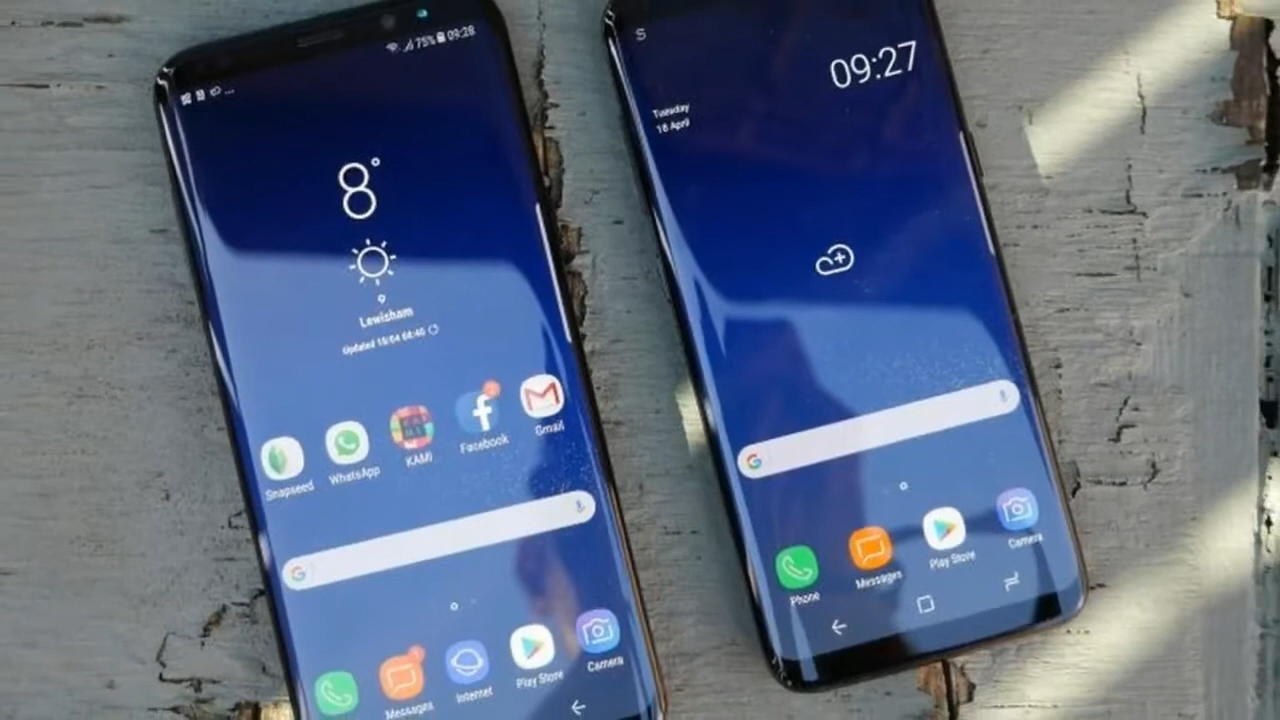 75% 09:28
8°
Lewisham
Updated 18/04 08:40
Snapseed
WhatsApp
KAMI
Facebook
Gmail
G
Messages
Internet
Play Store
Camera
S
09:27
Tuesday
18 April
G
Phone
Messages
Play Store
Camera